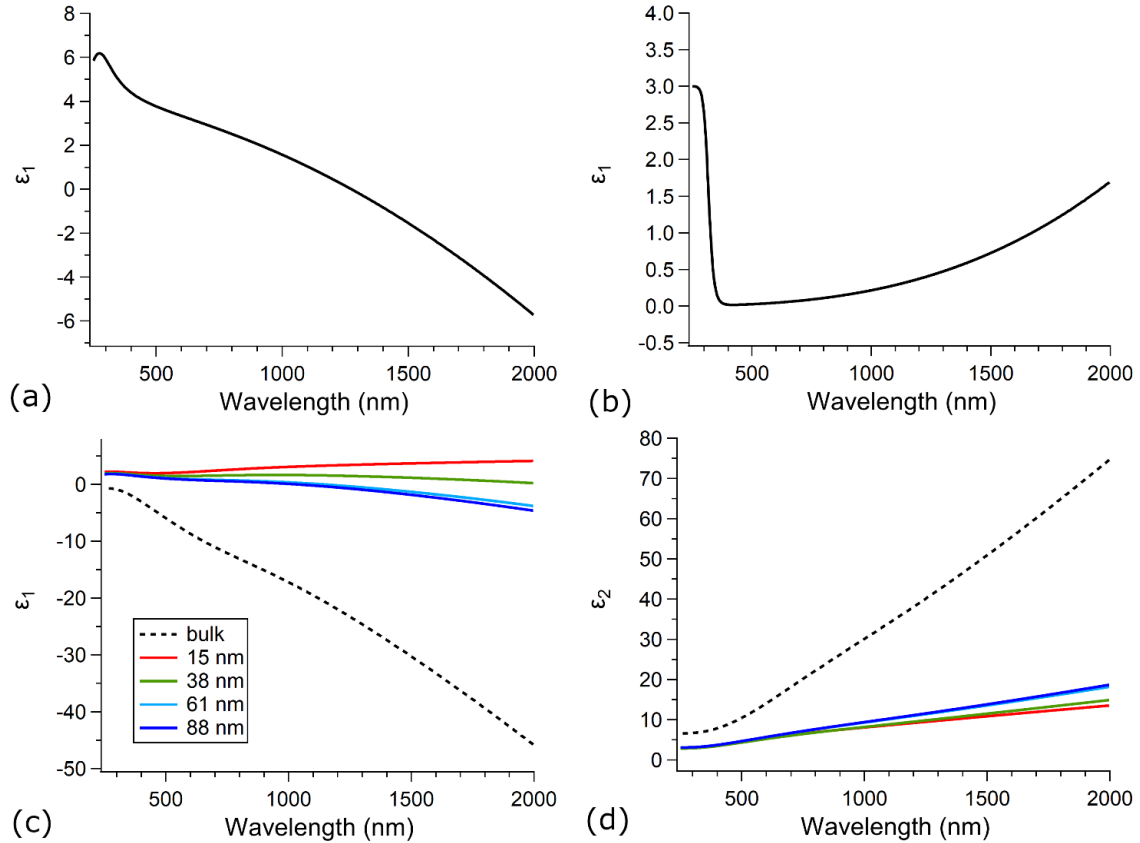 8
6
4
2
0
-2
-4
-6
ε1
500
1000
1500
2000
Wavelength (nm)
(a)
4.0
3.5
3.0
2.5
2.0
1.5
1.0
0.5
0.0
-0.5
ε1
500
1000
1500
2000
Wavelength (nm)
(b)
0
-10
-20
-30
-40
-50
ε1
bulk
15 nm
38 nm
61 nm
88 nm
500
1000
1500
2000
Wavelength (nm)
(c)
80
70
60
50
40
30
20
10
0
ε2
500
1000
1500
2000
Wavelength (nm)
(d)